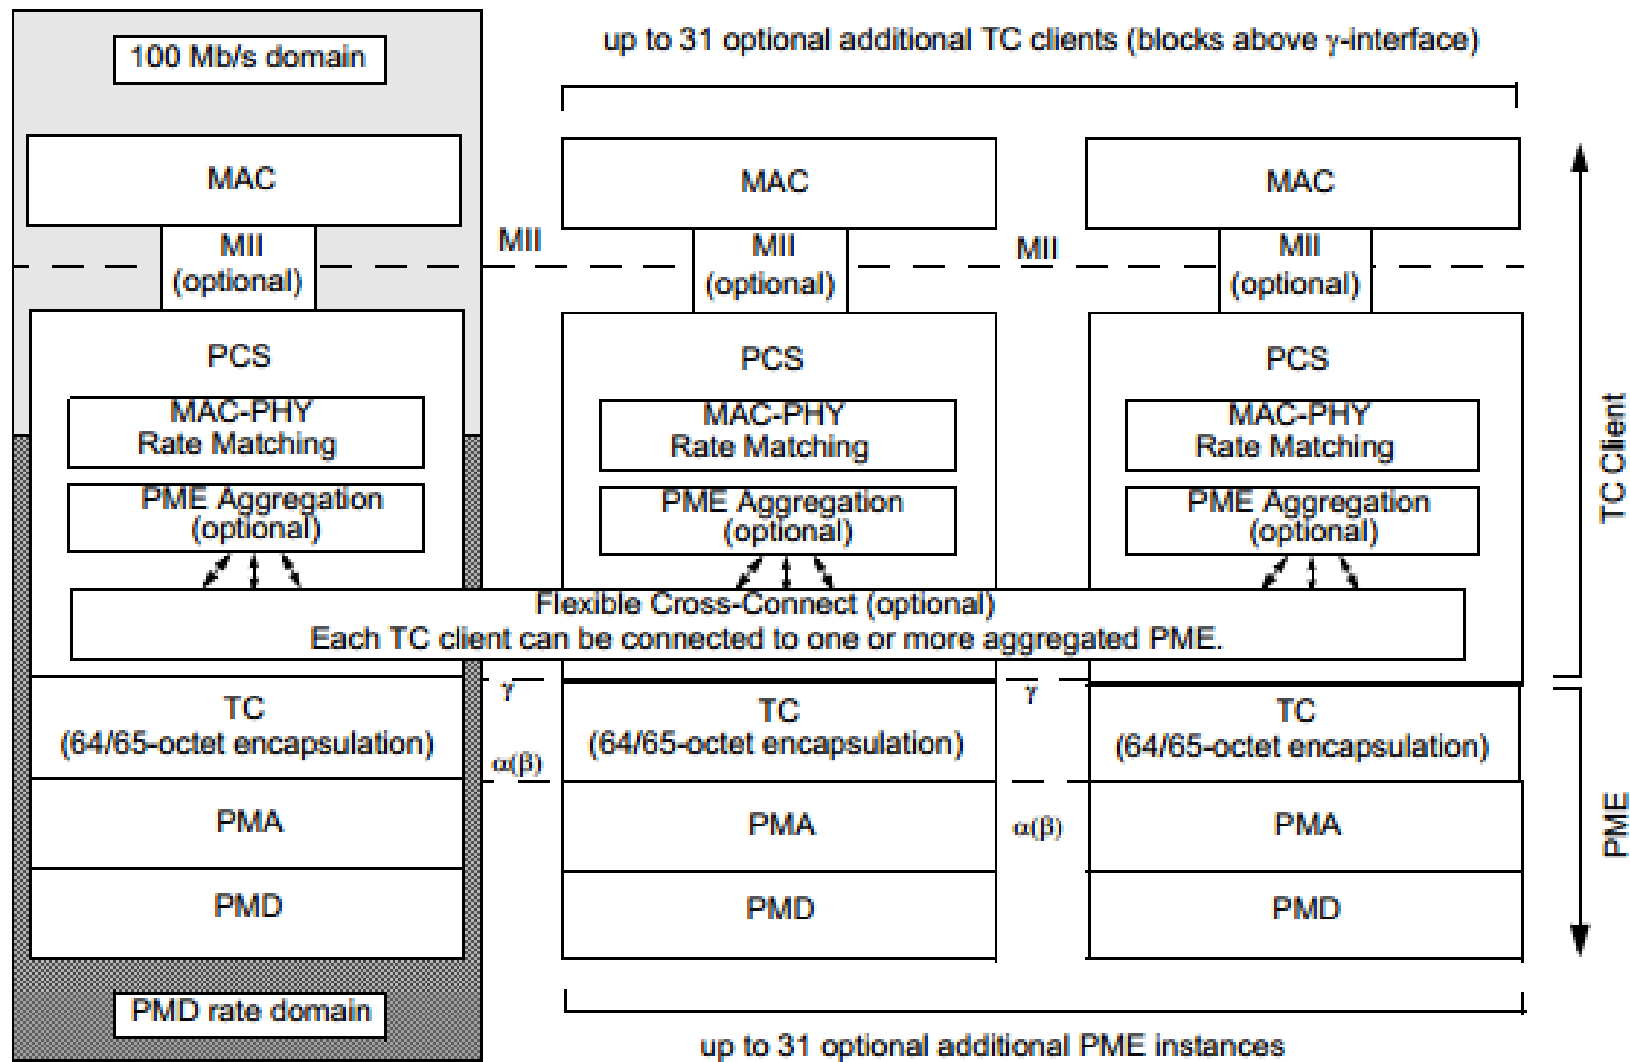 100 Mb/s domain
up to 31 optional additional TC clients (blocks above γ-interface)
MAC
MAC
MAC
MII
(optional)
MII
MII
(optional)
MII
MII
(optional)
PCS
PCS
PCS
MAC-PHY
Rate Matching
MAC-PHY
Rate Matching
MAC-PHY
Rate Matching
PME Aggregation
(optional)
PME Aggregation
(optional)
PME Aggregation
(optional)
TC Client
Flexible Cross-Connect (optional)
Each TC client can be connected to one or more aggregated PME.
γ
γ
TC
(64/65-octet encapsulation)
TC
(64/65-octet encapsulation)
TC
(64/65-octet encapsulation)
α(β)
α(β)
PMA
PMA
PMA
PME
PMD
PMD
PMD
PMD rate domain
up to 31 optional additional PME instances